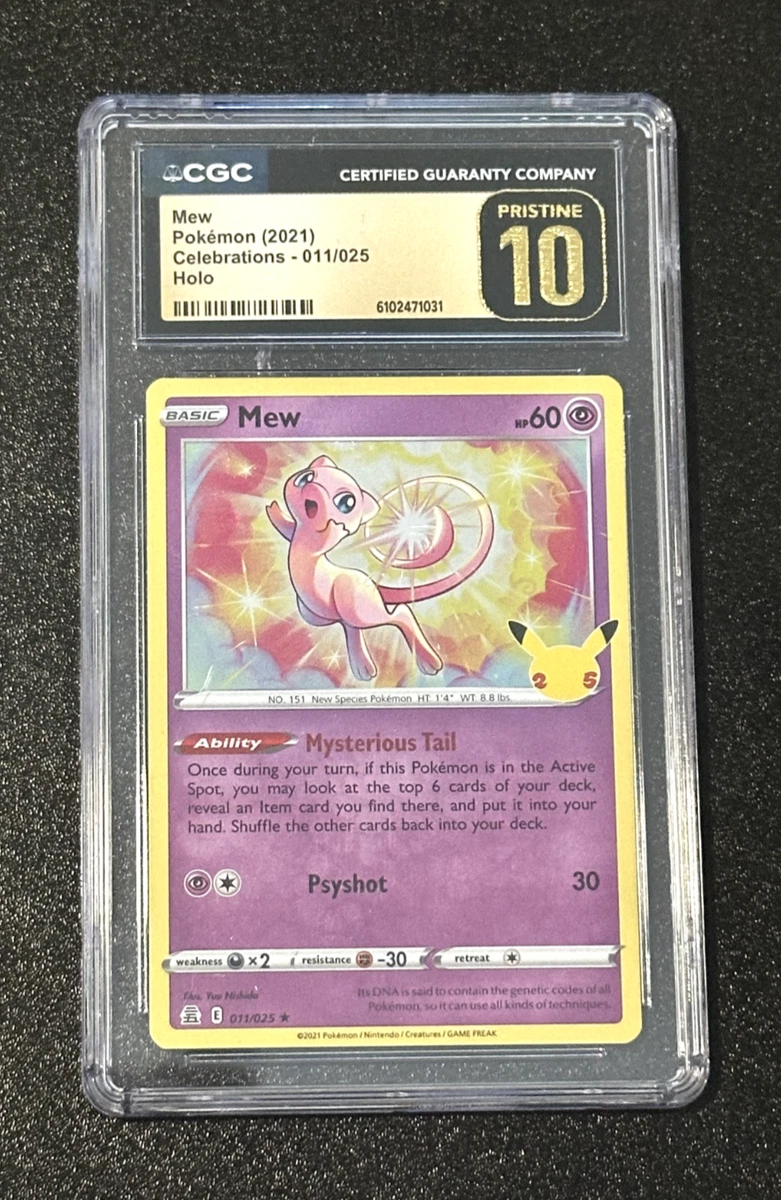 CGC CERTIFIED GUARANTY COMPANY
Mew
Pokémon (2021)
Celebrations - 011/025
Holo
6102471031
PRISTINE
10
BASIC Mew HP60
25
NO. 151 New Species Pokémon HT: 1'4" WT: 8.8 lbs.
Ability Mysterious Tail
Once during your turn, if this Pokémon is in the Active
Spot, you may look at the top 6 cards of your deck,
reveal an Item card you find there, and put it into your
hand. Shuffle the other cards back into your deck.
Psyshot 30
weakness ×2 resistance -30 retreat
Illus. Yuu Nishida
Its DNA is said to contain the genetic codes of all
Pokémon, so it can use all kinds of techniques.
E 011/025 ★
©2021 Pokémon / Nintendo / Creatures / GAME FREAK